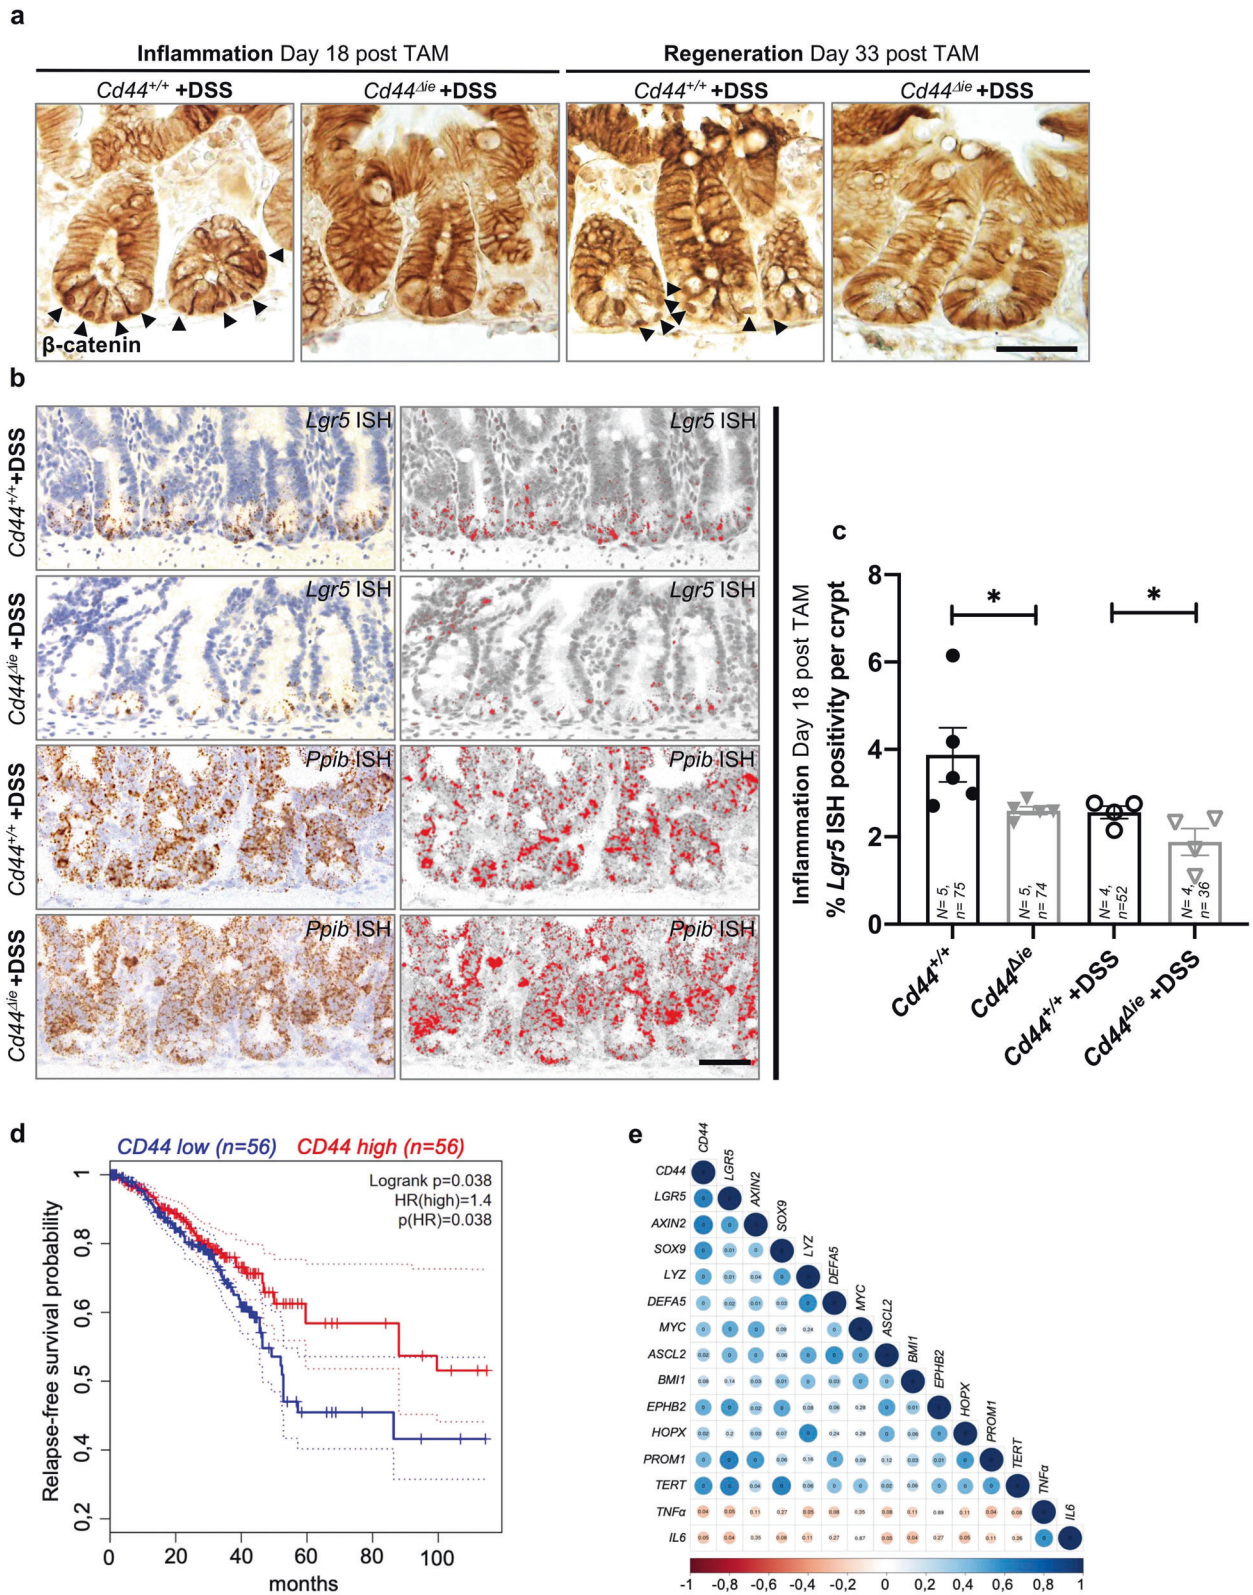 a
Inflammation Day 18 post TAM
Regeneration Day 33 post TAM
Cd44+/+ +DSS
Cd44Δie +DSS
Cd44+/+ +DSS
Cd44Δie +DSS
β-catenin
b
Cd44+/+ +DSS
Lgr5 ISH
Lgr5 ISH
Cd44Δie +DSS
Lgr5 ISH
Lgr5 ISH
Cd44+/+ +DSS
Ppib ISH
Ppib ISH
Cd44Δie +DSS
Ppib ISH
Ppib ISH
Inflammation Day 18 post TAM
c
% Lgr5 ISH positivity per crypt
8
6
4
2
0
*
*
N= 5,
n= 75
N= 5,
n= 74
N= 4,
n=52
N= 4,
n= 36
Cd44+/+
Cd44Δie
Cd44+/+ +DSS
Cd44Δie +DSS
d
CD44 low (n=56) CD44 high (n=56)
Logrank p=0.038
HR(high)=1.4
p(HR)=0.038
Relapse-free survival probability
1
0,8
0,6
0,5
0,4
0,2
0 20 40 60 80 100
months
e
CD44
LGR5
AXIN2
SOX9
LYZ
DEFA5
MYC
ASCL2
BMI1
EPHB2
HOPX
PROM1
TERT
TNFα
IL6
CD44
LGR5
AXIN2
SOX9
LYZ
DEFA5
MYC
ASCL2
BMI1
EPHB2
HOPX
PROM1
TERT
TNFα
IL6
-1 -0,8 -0,6 -0,4 -0,2 0 0,2 0,4 0,6 0,8 1